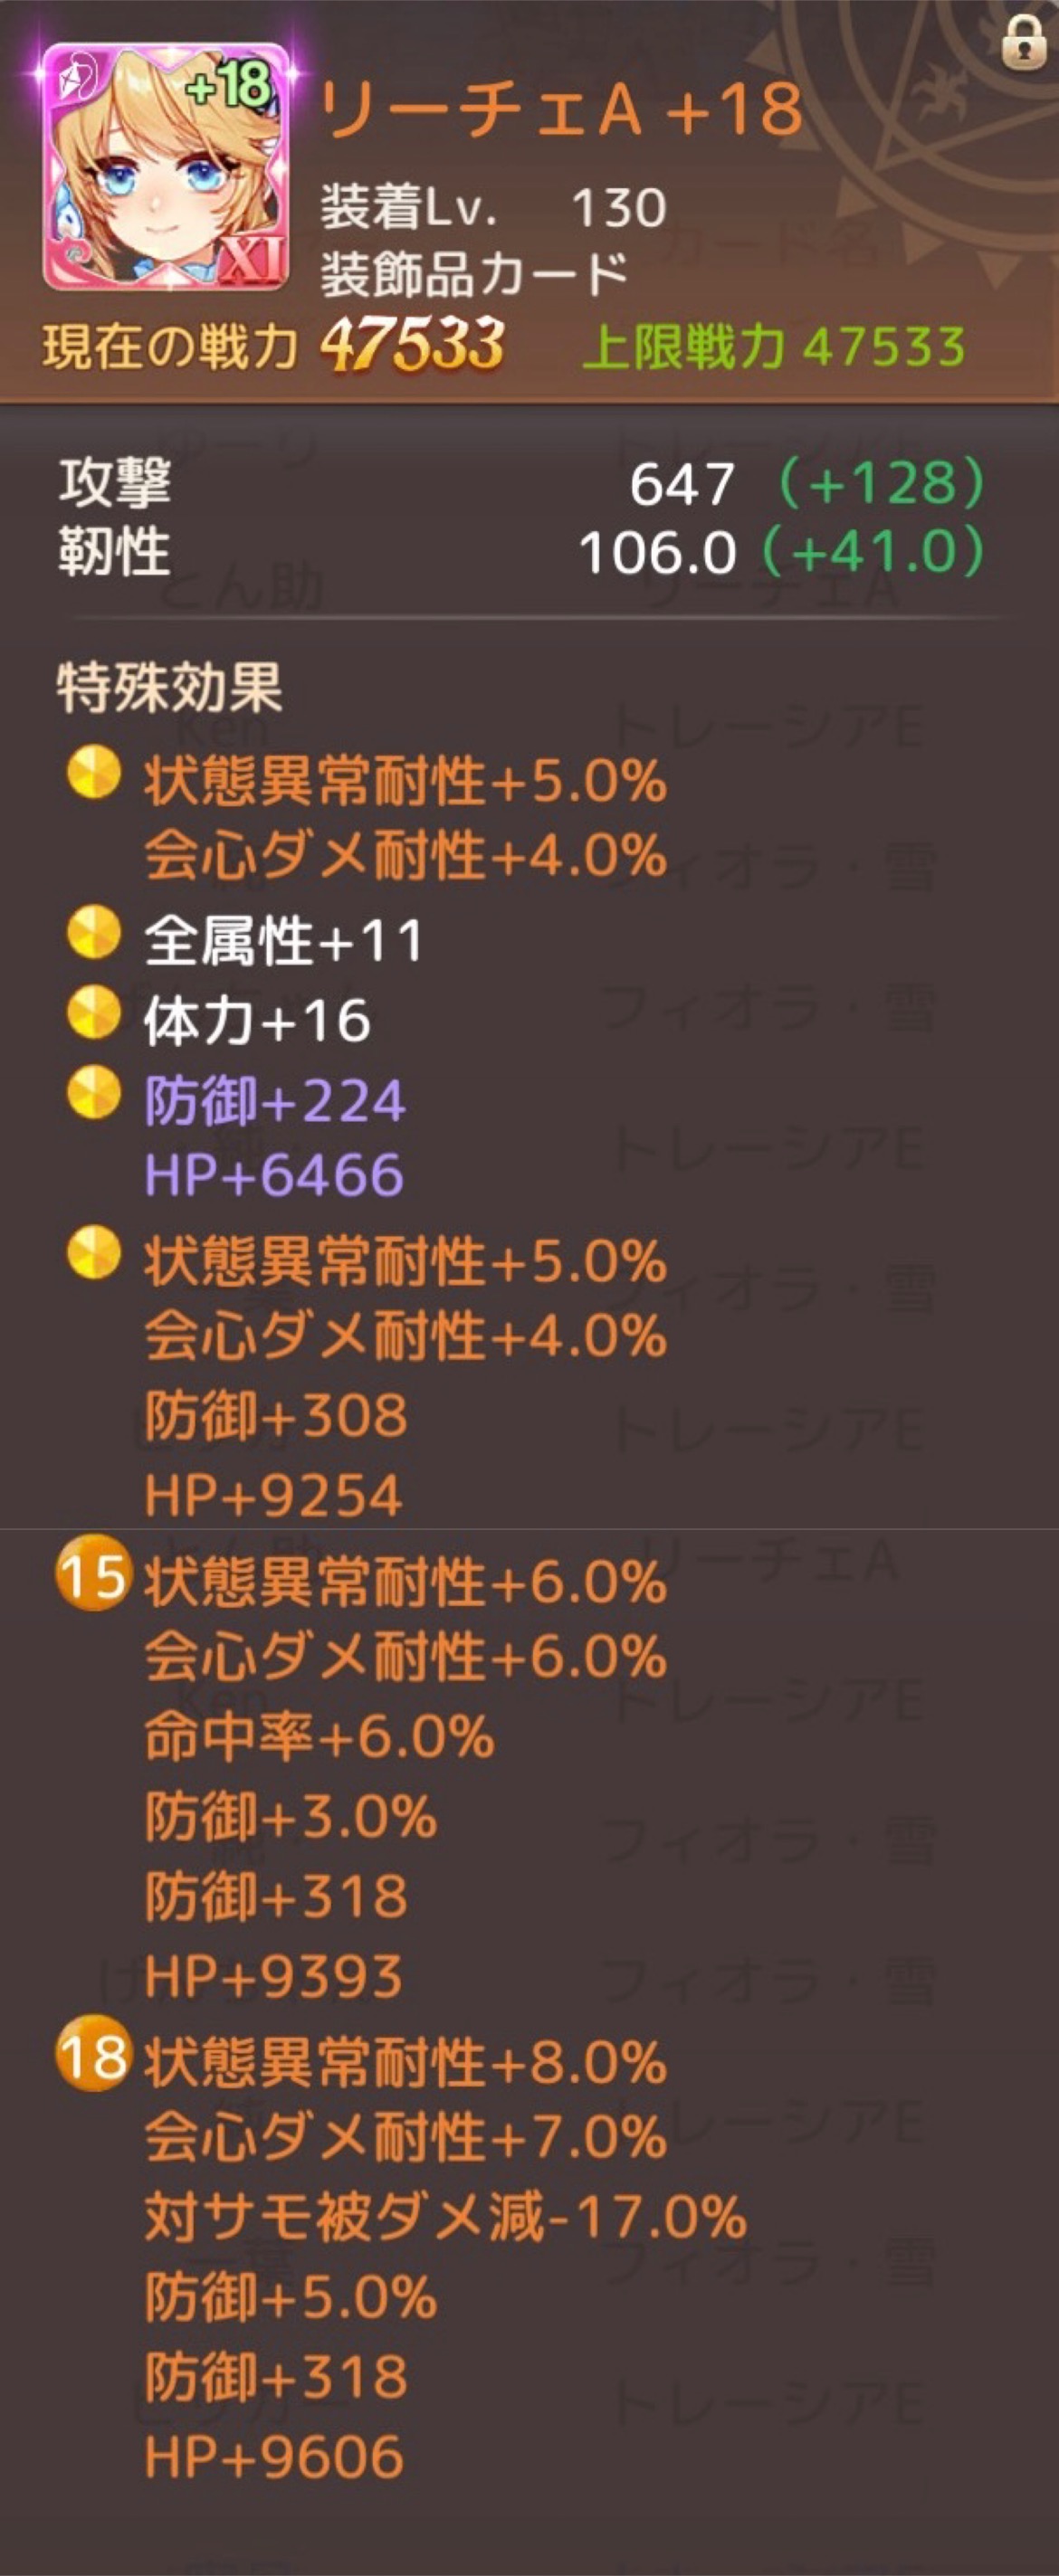 +18
XI
リーチェA +18
装着Lv. 130
装飾品カード
現在の戦力 47533 上限戦力 47533
攻撃 647 (+128)
靭性 106.0 (+41.0)
特殊効果
状態異常耐性+5.0%
会心ダメ耐性+4.0%
全属性+11
体力+16
防御+224
HP+6466
状態異常耐性+5.0%
会心ダメ耐性+4.0%
防御+308
HP+9254
15 状態異常耐性+6.0%
会心ダメ耐性+6.0%
命中率+6.0%
防御+3.0%
防御+318
HP+9393
18 状態異常耐性+8.0%
会心ダメ耐性+7.0%
対サモ被ダメ減-17.0%
防御+5.0%
防御+318
HP+9606